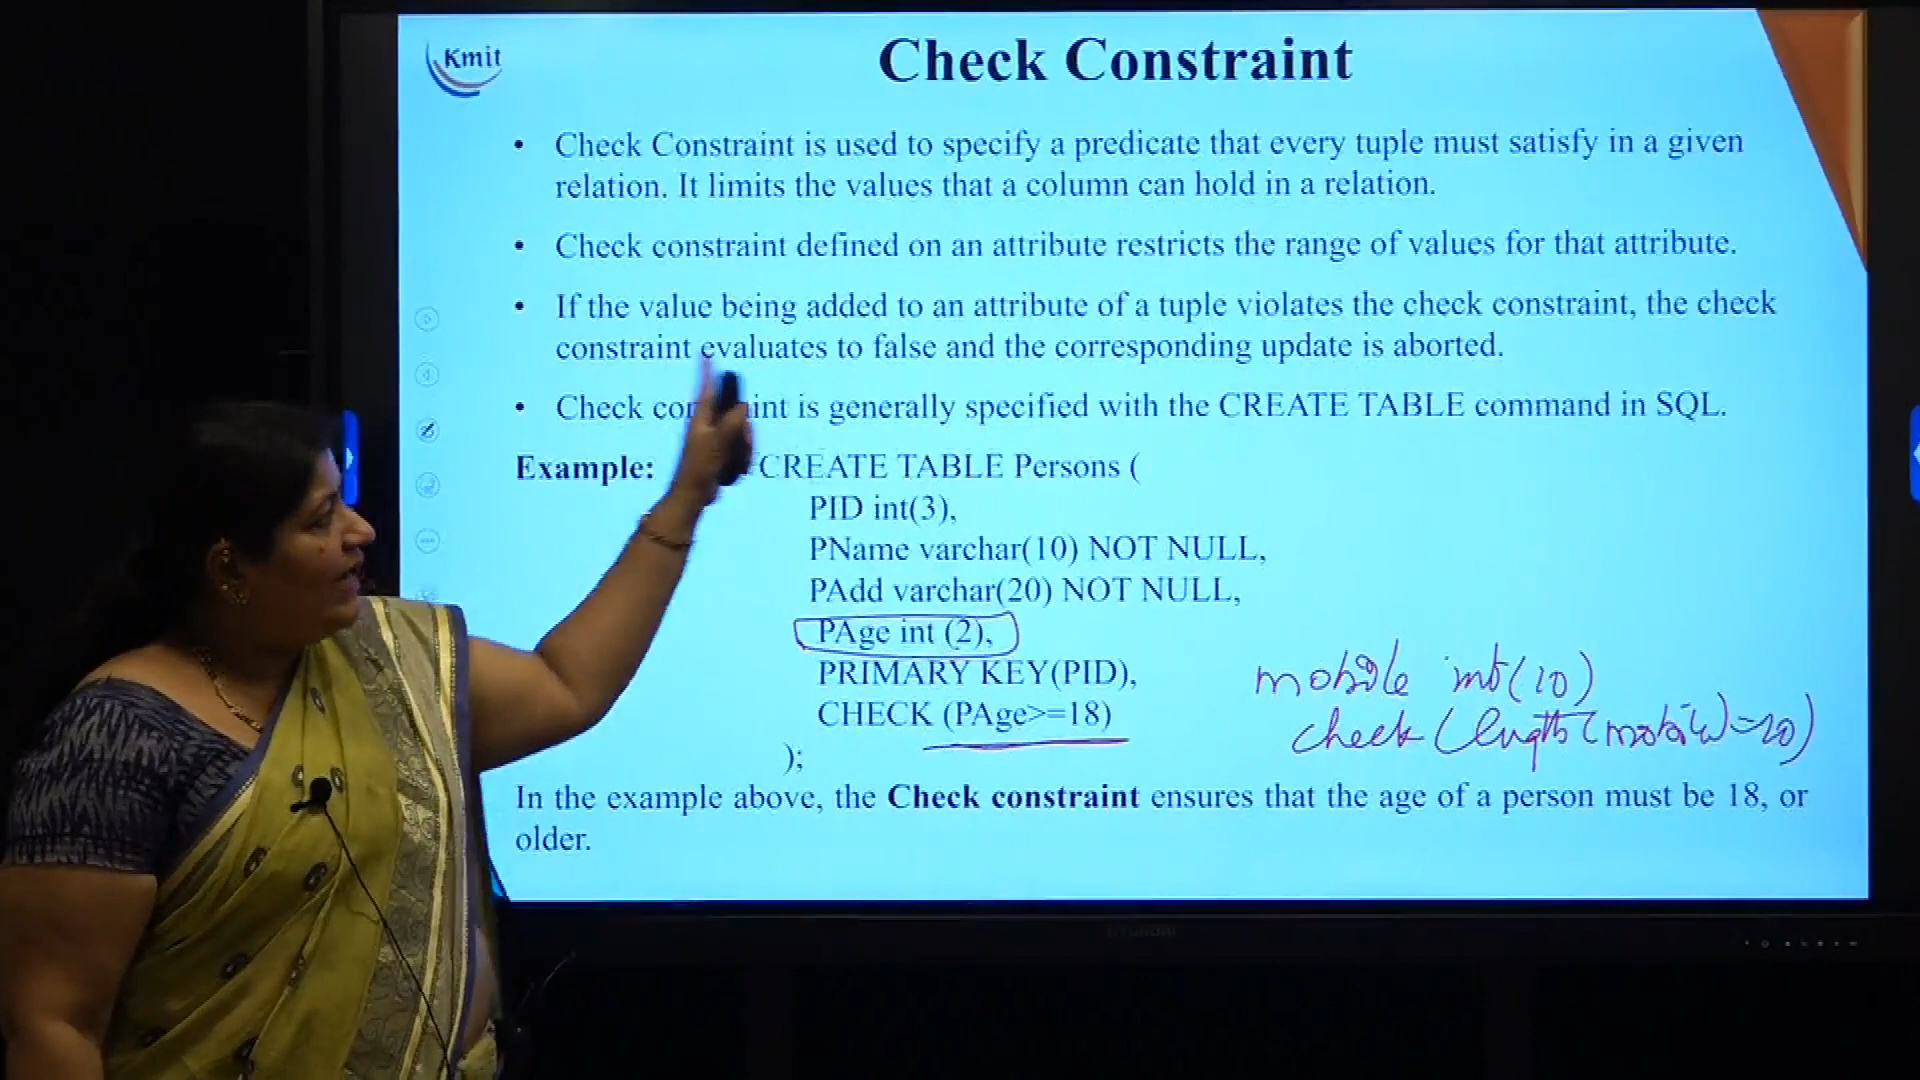 Kmit
Check Constraint
• Check Constraint is used to specify a predicate that every tuple must satisfy in a given
relation. It limits the values that a column can hold in a relation.
• Check constraint defined on an attribute restricts the range of values for that attribute.
• If the value being added to an attribute of a tuple violates the check constraint, the check
constraint evaluates to false and the corresponding update is aborted.
• Check con int is generally specified with the CREATE TABLE command in SQL.
Example: CREATE TABLE Persons (
PID int(3),
PName varchar(10) NOT NULL,
PAdd varchar(20) NOT NULL,
PAge int (2),
PRIMARY KEY(PID),
mobile int(10)
CHECK (PAge>=18)
check (length(mobile)=10)
);
In the example above, the Check constraint ensures that the age of a person must be 18, or
older.
HYUNDAI